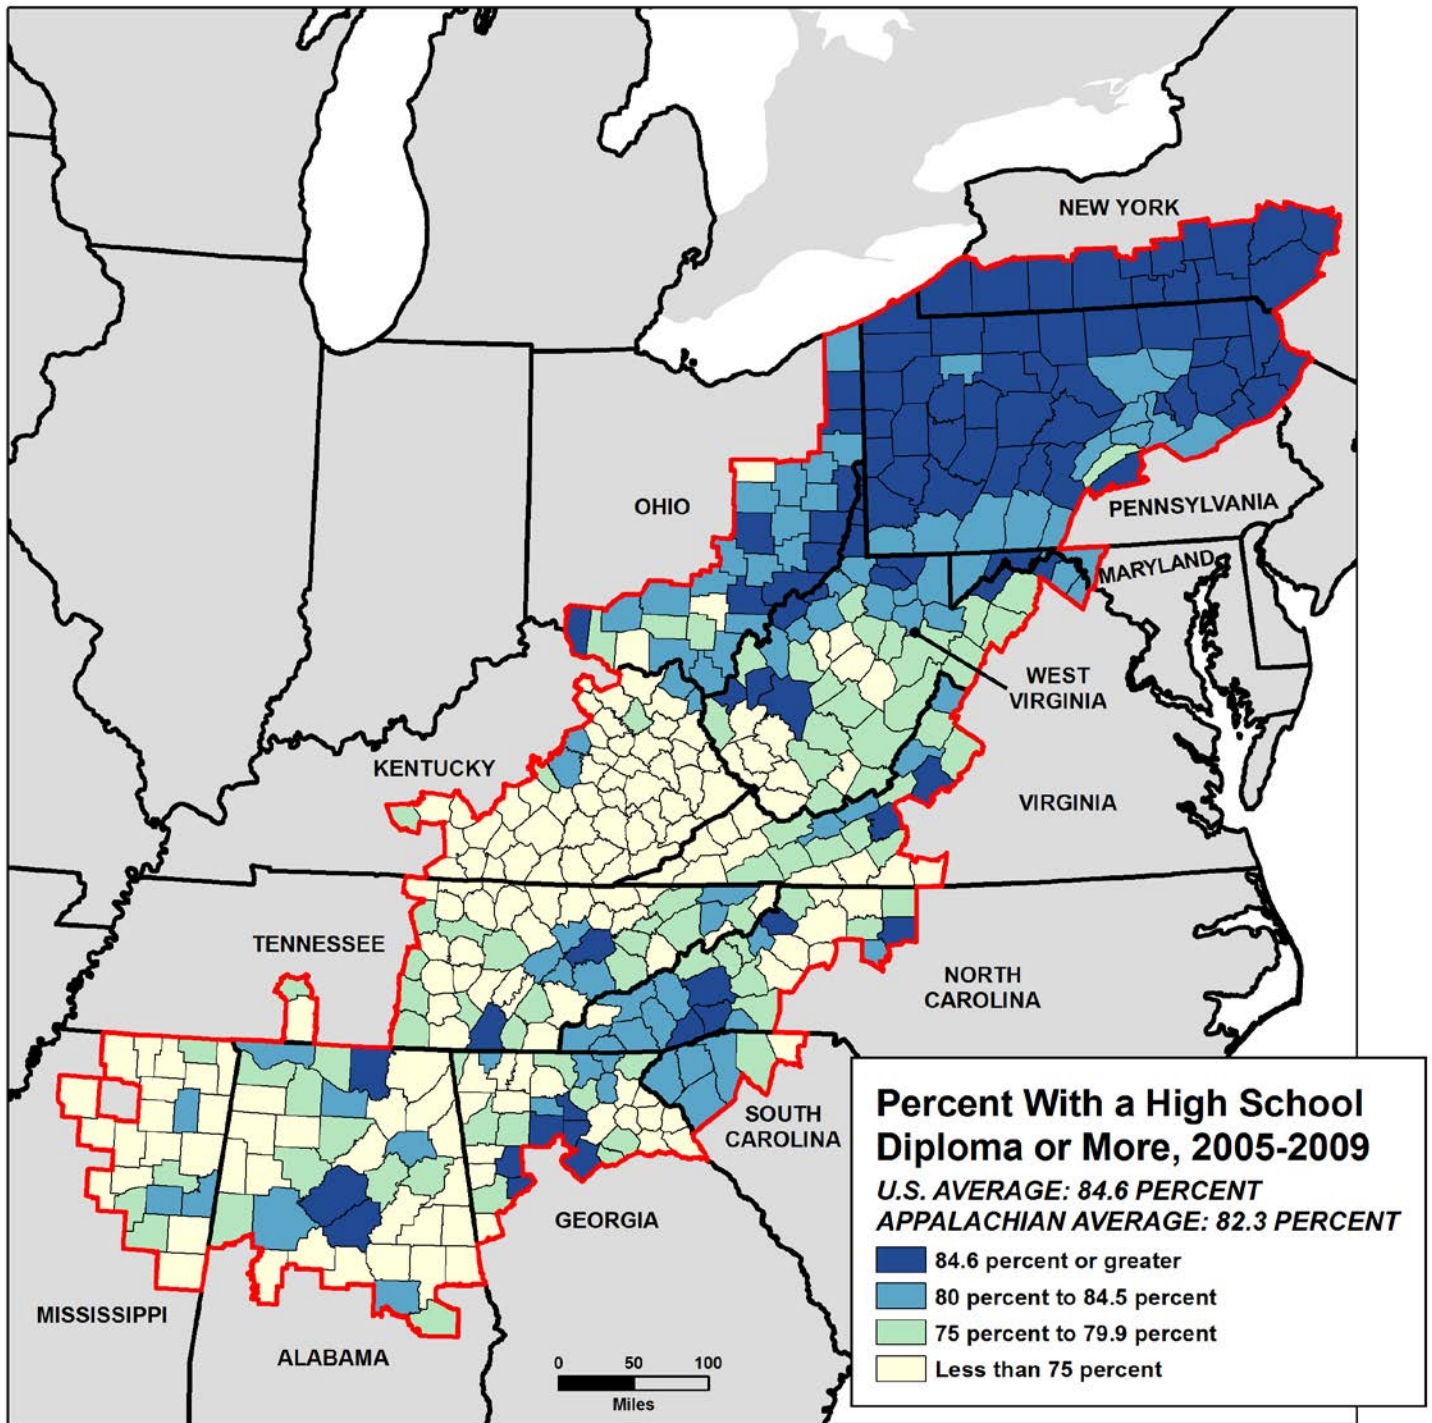 NEW YORK
OHIO
PENNSYLVANIA
MARYLAND
WEST
VIRGINIA
KENTUCKY
VIRGINIA
TENNESSEE
NORTH
CAROLINA
SOUTH
CAROLINA
GEORGIA
MISSISSIPPI
ALABAMA
0 50 100
Miles
Percent With a High School
Diploma or More, 2005-2009
U.S. AVERAGE: 84.6 PERCENT
APPALACHIAN AVERAGE: 82.3 PERCENT
84.6 percent or greater
80 percent to 84.5 percent
75 percent to 79.9 percent
Less than 75 percent